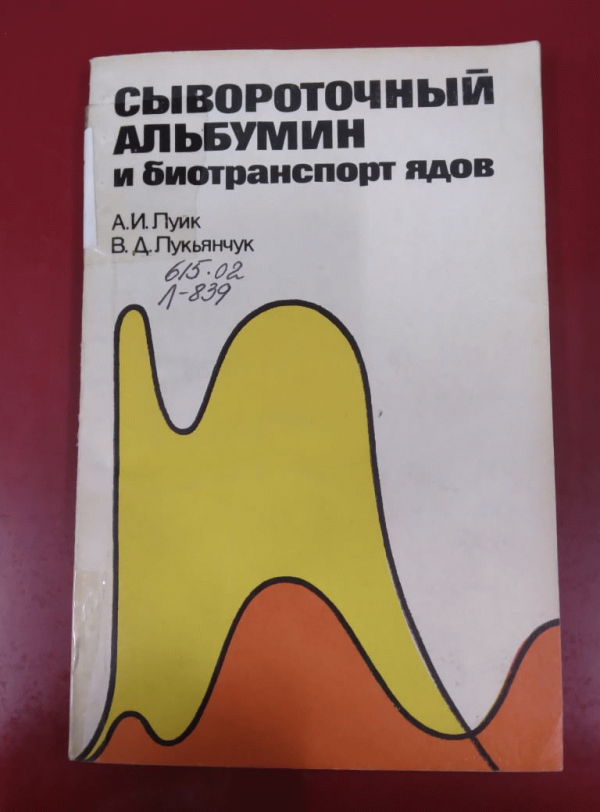 СЫВОРОТОЧНЫЙ
АЛЬБУМИН
и биотранспорт ядов
А.И.Луйк
В.Д.Лукьянчук
615.02
Л-839